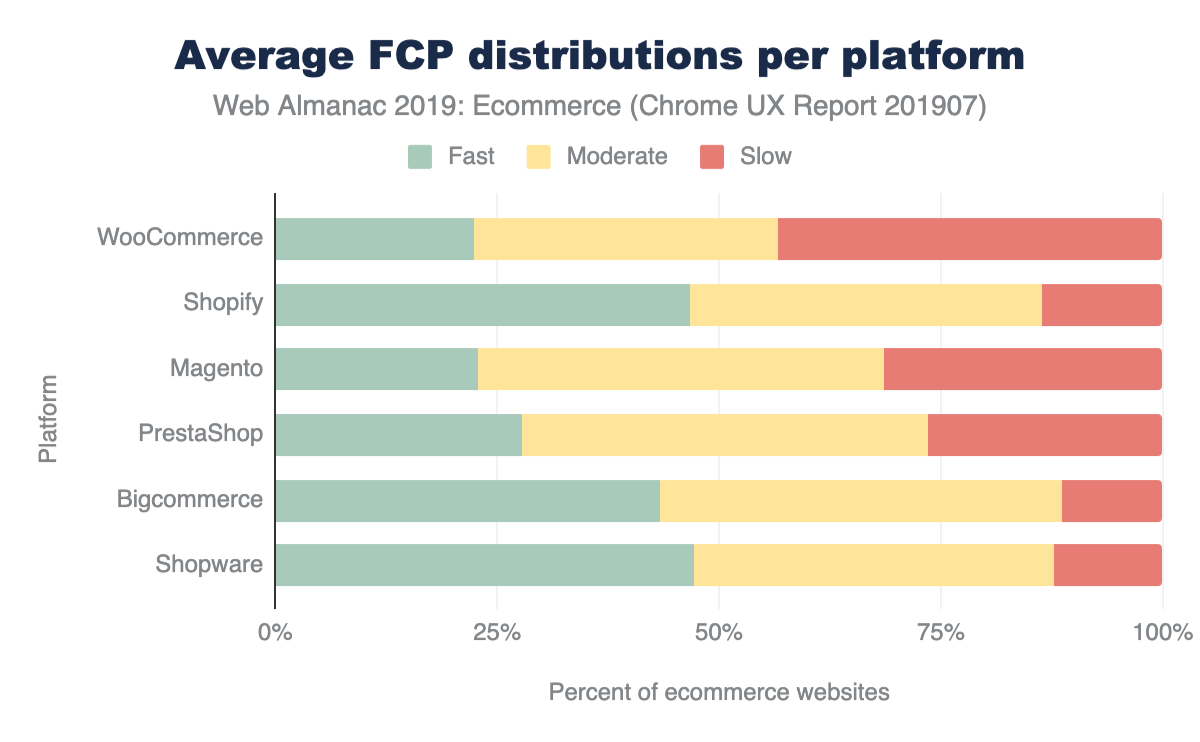 Average FCP distributions per platform
Web Almanac 2019: Ecommerce (Chrome UX Report 201907)
Fast Moderate Slow
WooCommerce
Shopify
Magento
PrestaShop
Bigcommerce
Shopware
Platform
0% 25% 50% 75% 100%
Percent of ecommerce websites